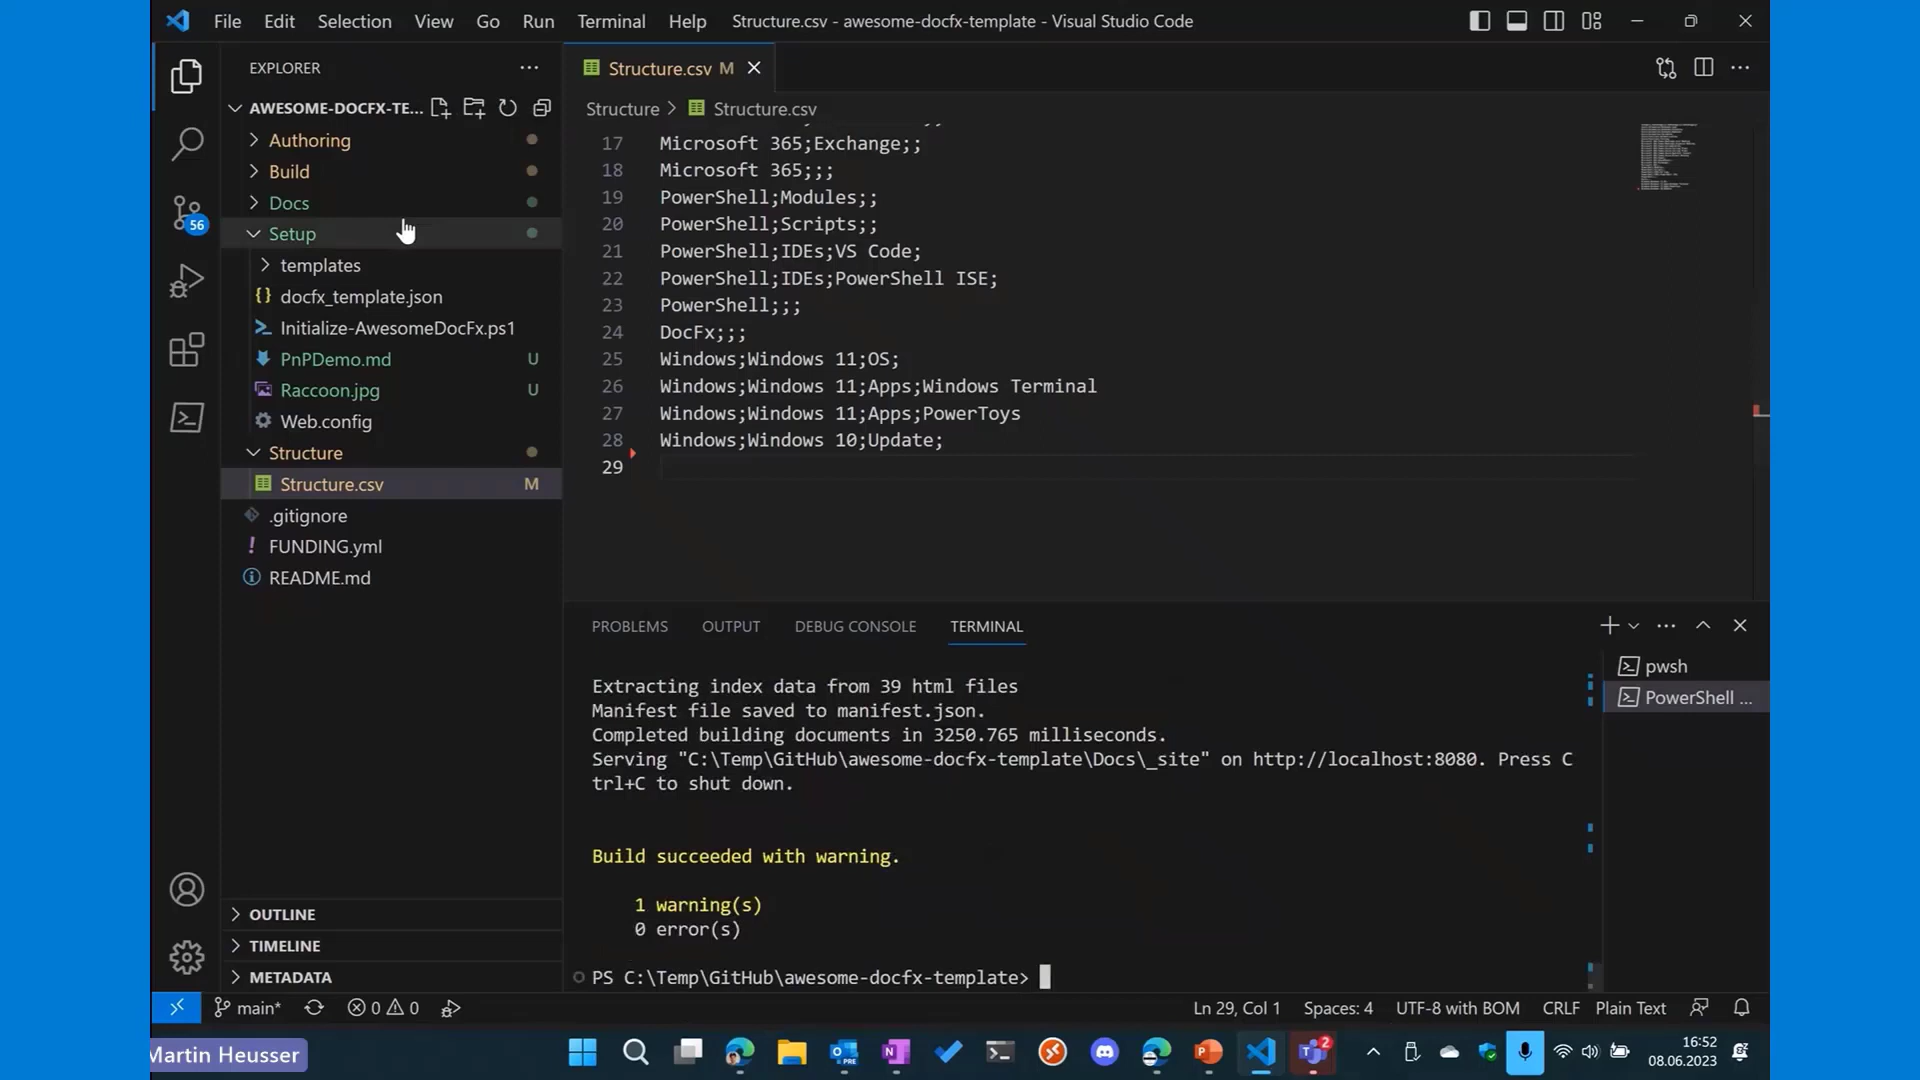 File Edit Selection View Go Run Terminal Help Structure.csv - awesome-docfx-template - Visual Studio Code
EXPLORER
AWESOME-DOCFX-TE...
Authoring
Build
Docs
Setup
templates
docfx_template.json
Initialize-AwesomeDocFx.ps1
PnPDemo.md U
Raccoon.jpg U
Web.config
Structure
Structure.csv M
.gitignore
FUNDING.yml
README.md
OUTLINE
TIMELINE
METADATA
56
Structure.csv M
Structure > Structure.csv
17 Microsoft 365;Exchange;;
18 Microsoft 365;;;
19 PowerShell;Modules;;
20 PowerShell;Scripts;;
21 PowerShell;IDEs;VS Code;
22 PowerShell;IDEs;PowerShell ISE;
23 PowerShell;;;
24 DocFx;;;
25 Windows;Windows 11;OS;
26 Windows;Windows 11;Apps;Windows Terminal
27 Windows;Windows 11;Apps;PowerToys
28 Windows;Windows 10;Update;
29
PROBLEMS OUTPUT DEBUG CONSOLE TERMINAL
Extracting index data from 39 html files
Manifest file saved to manifest.json.
Completed building documents in 3250.765 milliseconds.
Serving "C:\Temp\GitHub\awesome-docfx-template\Docs\_site" on http://localhost:8080. Press C
trl+C to shut down.
Build succeeded with warning.
1 warning(s)
0 error(s)
PS C:\Temp\GitHub\awesome-docfx-template>
pwsh
PowerShell ...
main* 0 0 Ln 29, Col 1 Spaces: 4 UTF-8 with BOM CRLF Plain Text
Martin Heusser
PRE
2
16:52
08.06.2023